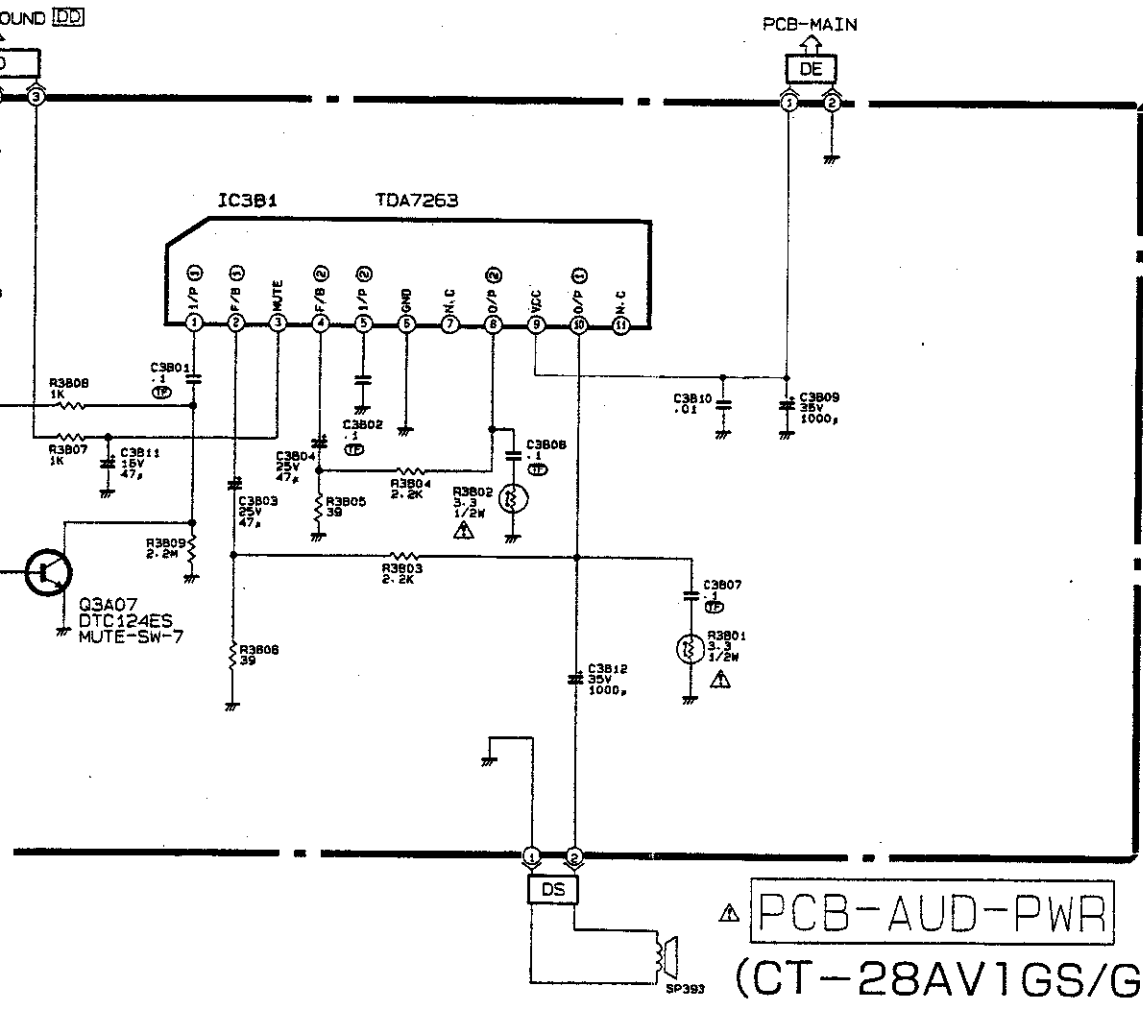 OUND DD
PCB-MAIN
DE
3
1
2
IC3B1
TDA7263
I/P ①
F/B ①
MUTE
F/B ②
I/P ②
GND
N.C
O/P ②
VCC
O/P ①
N.C
1
2
3
4
5
6
7
8
9
10
11
C3B01
.1
TF
R3B08
1K
R3B07
1K
C3B11
16V
47μ
C3B02
.1
TF
C3B04
25V
47μ
C3B03
25V
47μ
R3B05
39
R3B04
2.2K
C3B08
.1
TF
R3B02
3.3
1/2W
C3B10
.01
C3B09
35V
1000μ
R3B09
2.2M
R3B03
2.2K
Q3A07
DTC124ES
MUTE-SW-7
R3B06
39
C3B07
.1
TF
R3B01
3.3
1/2W
C3B12
35V
1000μ
1
2
DS
SP393
PCB-AUD-PWR
(CT-28AV1GS/G